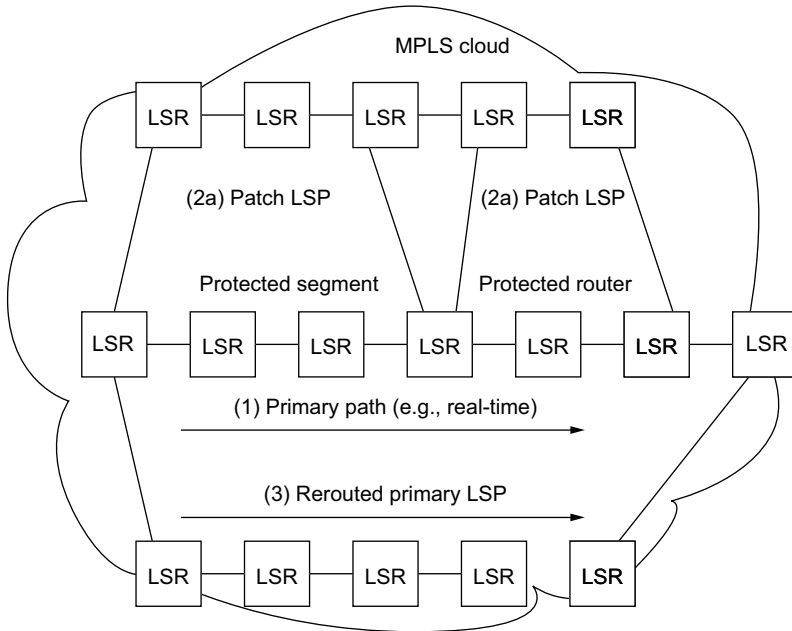 MPLS cloud
LSR LSR LSR LSR LSR
(2a) Patch LSP (2a) Patch LSP
Protected segment Protected router
LSR LSR LSR LSR LSR LSR LSR
(1) Primary path (e.g., real-time)
(3) Rerouted primary LSP
LSR LSR LSR LSR LSR